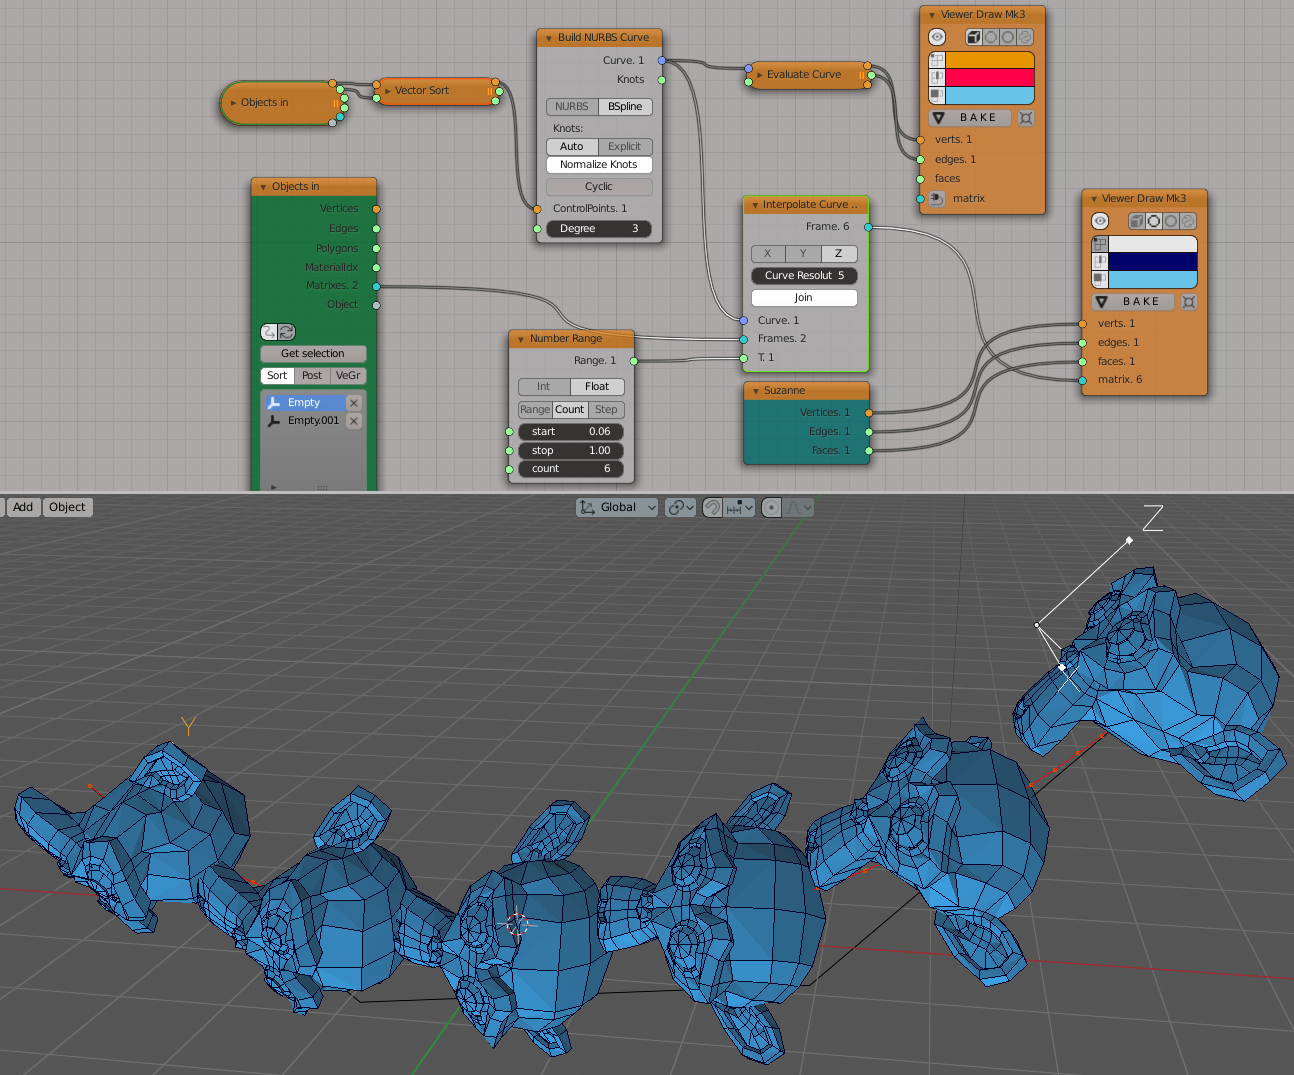 Objects in
Vector Sort
Build NURBS Curve
Curve. 1
Knots
NURBS BSpline
Knots:
Auto Explicit
Normalize Knots
Cyclic
ControlPoints. 1
Degree 3
Evaluate Curve
Viewer Draw Mk3
BAKE
verts. 1
edges. 1
faces
matrix
Objects in
Vertices
Edges
Polygons
MaterialIdx
Matrixes. 2
Object
Get selection
Sort Post VeGr
Empty
Empty.001
Number Range
Range. 1
Int Float
Range Count Step
start 0.06
stop 1.00
count 6
Interpolate Curve ..
Frame. 6
X Y Z
Curve Resolut 5
Join
Curve. 1
Frames. 2
T. 1
Suzanne
Vertices. 1
Edges. 1
Faces. 1
Viewer Draw Mk3
BAKE
verts. 1
edges. 1
faces. 1
matrix. 6
Add Object
Global
Z
Y